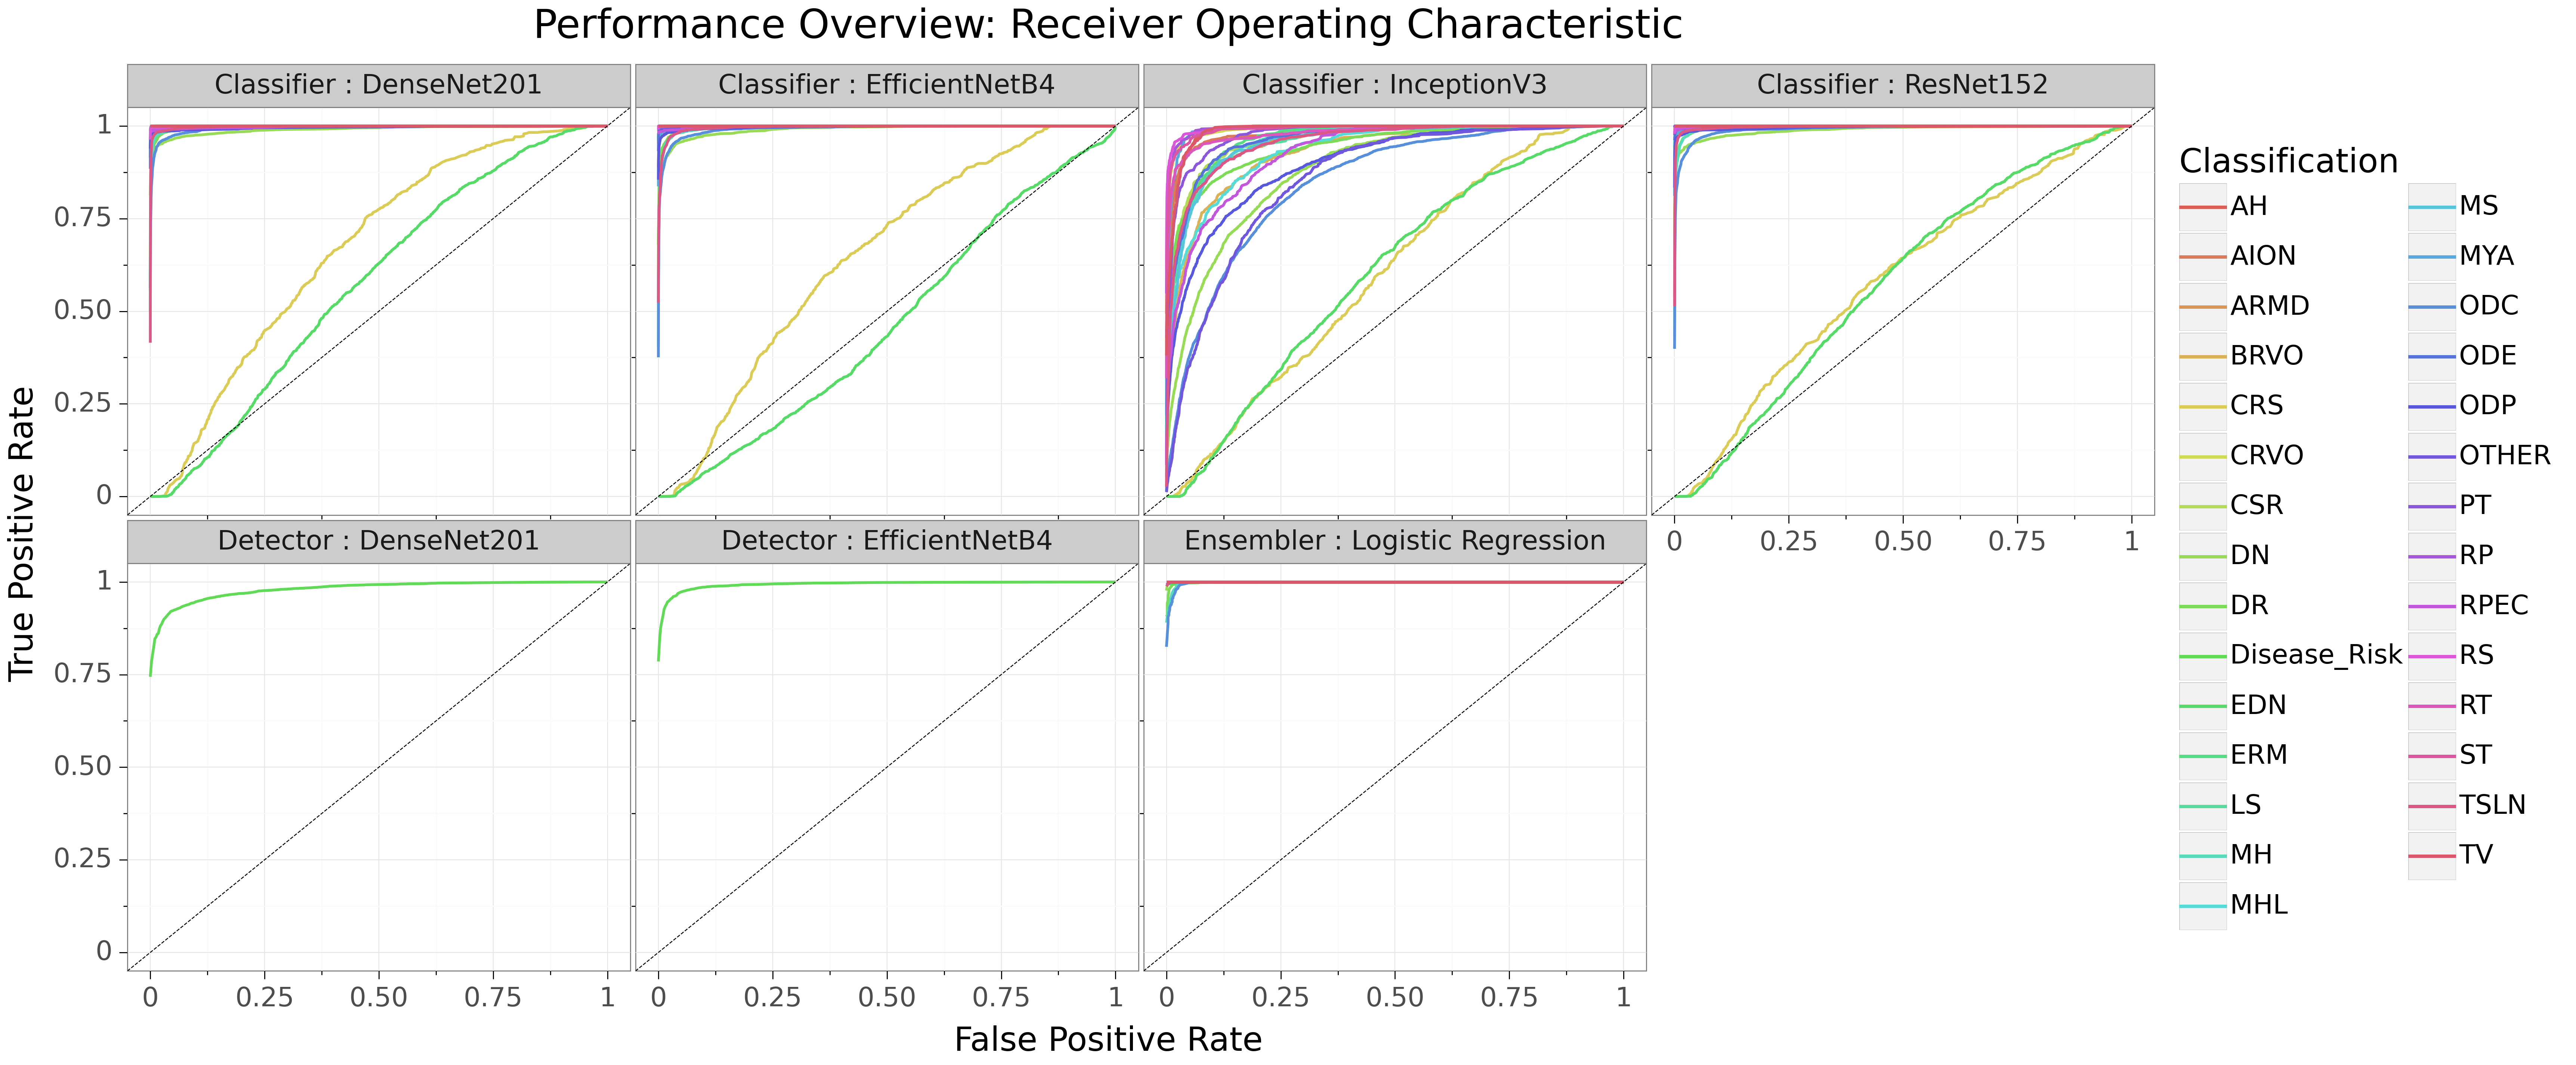 Performance Overview: Receiver Operating Characteristic
Classifier : DenseNet201
Classifier : EfficientNetB4
Classifier : InceptionV3
Classifier : ResNet152
1
0.75
0.50
0.25
0
0 0.25 0.50 0.75 1
Detector : DenseNet201
Detector : EfficientNetB4
Ensembler : Logistic Regression
1
0.75
0.50
0.25
0
0 0.25 0.50 0.75 1
0 0.25 0.50 0.75 1
0 0.25 0.50 0.75 1
True Positive Rate
False Positive Rate
Classification
AH
AION
ARMD
BRVO
CRS
CRVO
CSR
DN
DR
Disease_Risk
EDN
ERM
LS
MH
MHL
MS
MYA
ODC
ODE
ODP
OTHER
PT
RP
RPEC
RS
RT
ST
TSLN
TV